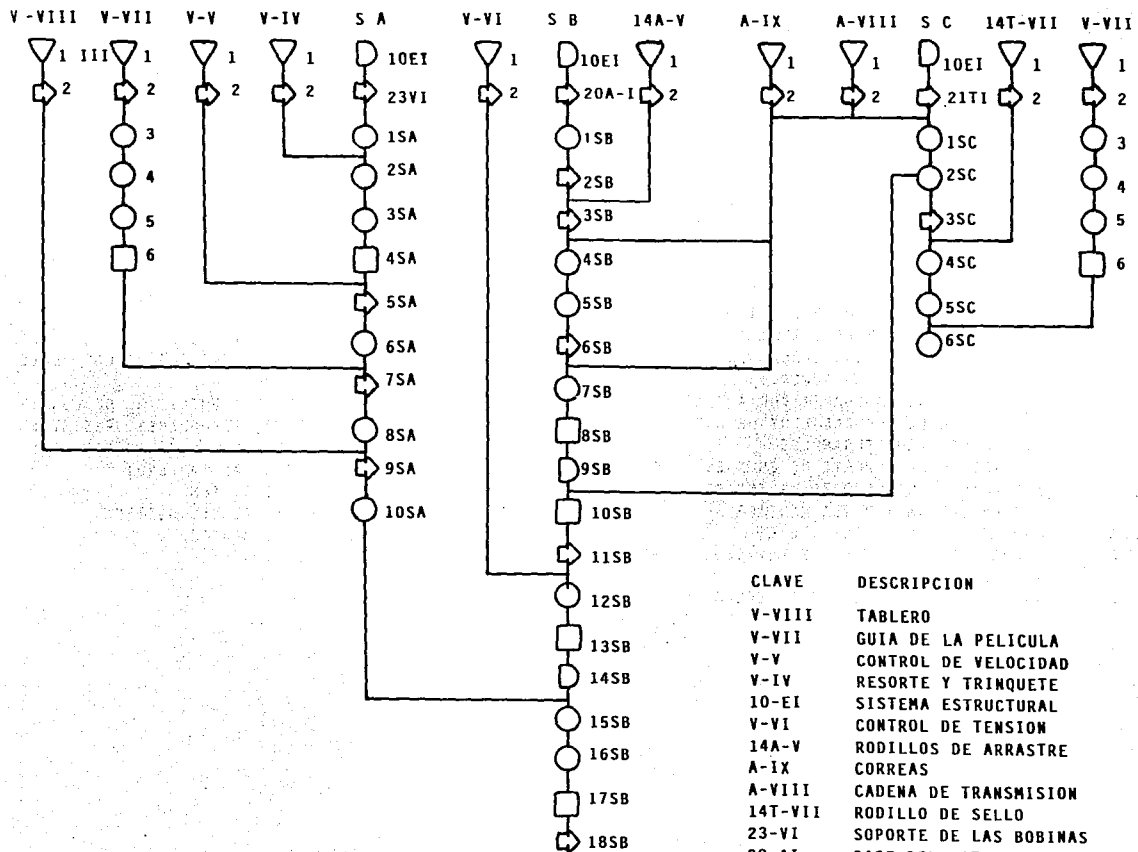 V-VIII V-VII V-V V-IV S A V-VI S B 14A-V A-IX A-VIII S C 14T-VII V-VII
1 III 1 1 1 10EI 1 10EI 1 1 1 10EI 1 1
2 2 2 2 23VI 2 20A-I 2 2 2 21TI 2 2
3 1SA 1SB 1SC 3
4 2SA 2SB 2SC 4
5 3SA 3SB 3SC 5
6 4SA 4SB 4SC 6
5SA 5SB 5SC
6SA 6SB 6SC
7SA 7SB
8SA 8SB
9SA 9SB
10SA 10SB
11SB
12SB
13SB
14SB
15SB
16SB
17SB
18SB
CLAVE DESCRIPCION
V-VIII TABLERO
V-VII GUIA DE LA PELICULA
V-V CONTROL DE VELOCIDAD
V-IV RESORTE Y TRINQUETE
10-EI SISTEMA ESTRUCTURAL
V-VI CONTROL DE TENSION
14A-V RODILLOS DE ARRASTRE
A-IX CORREAS
A-VIII CADENA DE TRANSMISION
14T-VII RODILLO DE SELLO
23-VI SOPORTE DE LAS BOBINAS